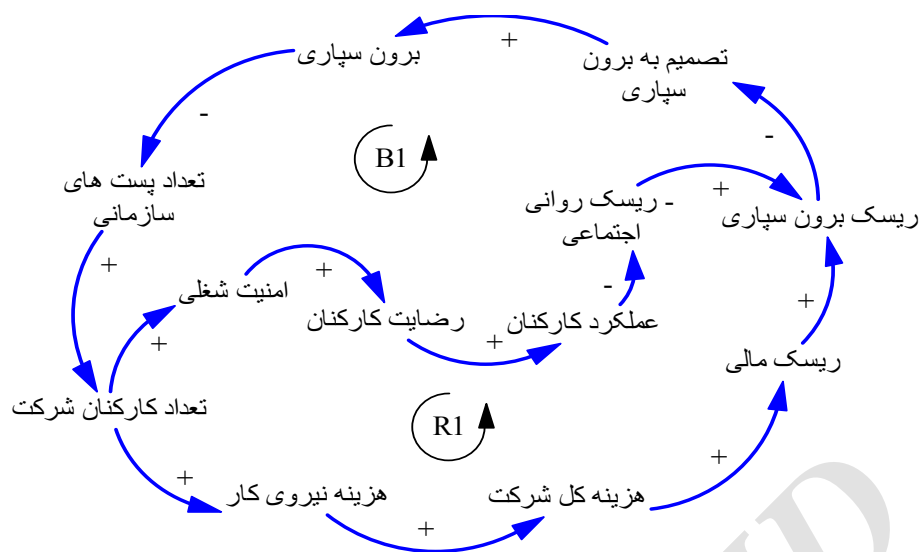 +
برون سپاری
تصمیم به برون
سپاری
-
-
B1
تعداد پست های
سازمانی
ریسک روانی -
اجتماعی
+
ریسک برون سپاری
+
امنیت شغلی
+
رضایت کارکنان
عملکرد کارکنان
-
+
+
+
ریسک مالی
تعداد کارکنان شرکت
R1
+
+
هزینه نیروی کار
هزینه کل شرکت
+